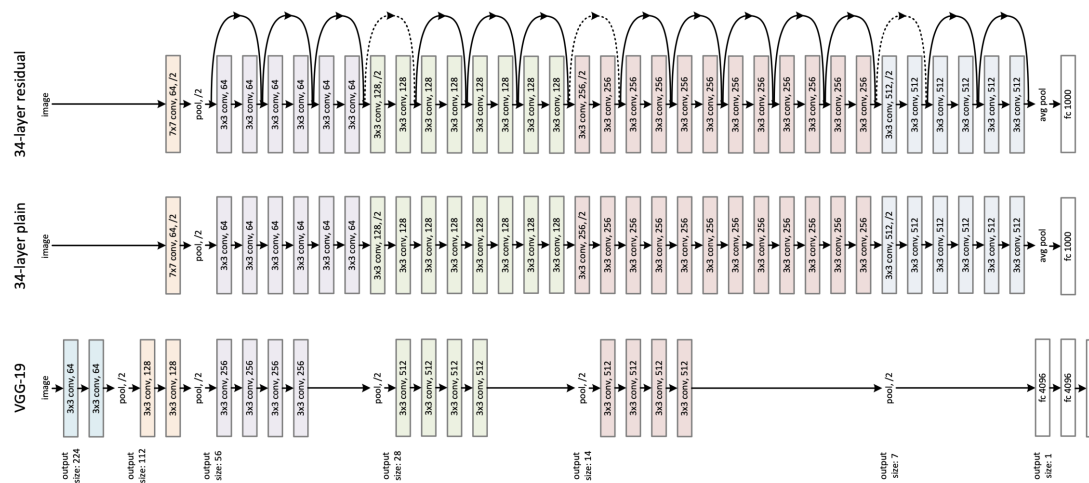 34-layer residual
image
7x7 conv, 64, /2
pool, /2
3x3 conv, 64
3x3 conv, 64
3x3 conv, 64
3x3 conv, 64
3x3 conv, 64
3x3 conv, 64
3x3 conv, 128, /2
3x3 conv, 128
3x3 conv, 128
3x3 conv, 128
3x3 conv, 128
3x3 conv, 128
3x3 conv, 128
3x3 conv, 128
3x3 conv, 256, /2
3x3 conv, 256
3x3 conv, 256
3x3 conv, 256
3x3 conv, 256
3x3 conv, 256
3x3 conv, 256
3x3 conv, 256
3x3 conv, 256
3x3 conv, 256
3x3 conv, 256
3x3 conv, 256
3x3 conv, 512, /2
3x3 conv, 512
3x3 conv, 512
3x3 conv, 512
3x3 conv, 512
3x3 conv, 512
avg pool
fc 1000
34-layer plain
image
7x7 conv, 64, /2
pool, /2
3x3 conv, 64
3x3 conv, 64
3x3 conv, 64
3x3 conv, 64
3x3 conv, 64
3x3 conv, 64
3x3 conv, 128, /2
3x3 conv, 128
3x3 conv, 128
3x3 conv, 128
3x3 conv, 128
3x3 conv, 128
3x3 conv, 128
3x3 conv, 128
3x3 conv, 256, /2
3x3 conv, 256
3x3 conv, 256
3x3 conv, 256
3x3 conv, 256
3x3 conv, 256
3x3 conv, 256
3x3 conv, 256
3x3 conv, 256
3x3 conv, 256
3x3 conv, 256
3x3 conv, 256
3x3 conv, 512, /2
3x3 conv, 512
3x3 conv, 512
3x3 conv, 512
3x3 conv, 512
3x3 conv, 512
avg pool
fc 1000
VGG-19
image
3x3 conv, 64
3x3 conv, 64
pool, /2
3x3 conv, 128
3x3 conv, 128
pool, /2
3x3 conv, 256
3x3 conv, 256
3x3 conv, 256
3x3 conv, 256
pool, /2
3x3 conv, 512
3x3 conv, 512
3x3 conv, 512
3x3 conv, 512
pool, /2
3x3 conv, 512
3x3 conv, 512
3x3 conv, 512
3x3 conv, 512
pool, /2
fc 4096
fc 4096
output
size: 224
output
size: 112
output
size: 56
output
size: 28
output
size: 14
output
size: 7
output
size: 1